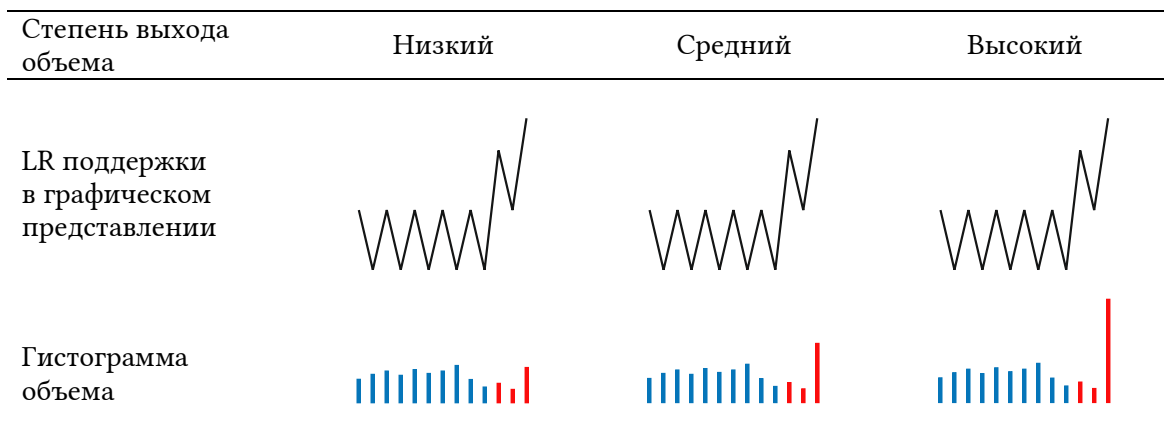 Степень выхода
объема
Низкий
Средний
Высокий
LR поддержки
в графическом
представлении
Гистограмма
объема